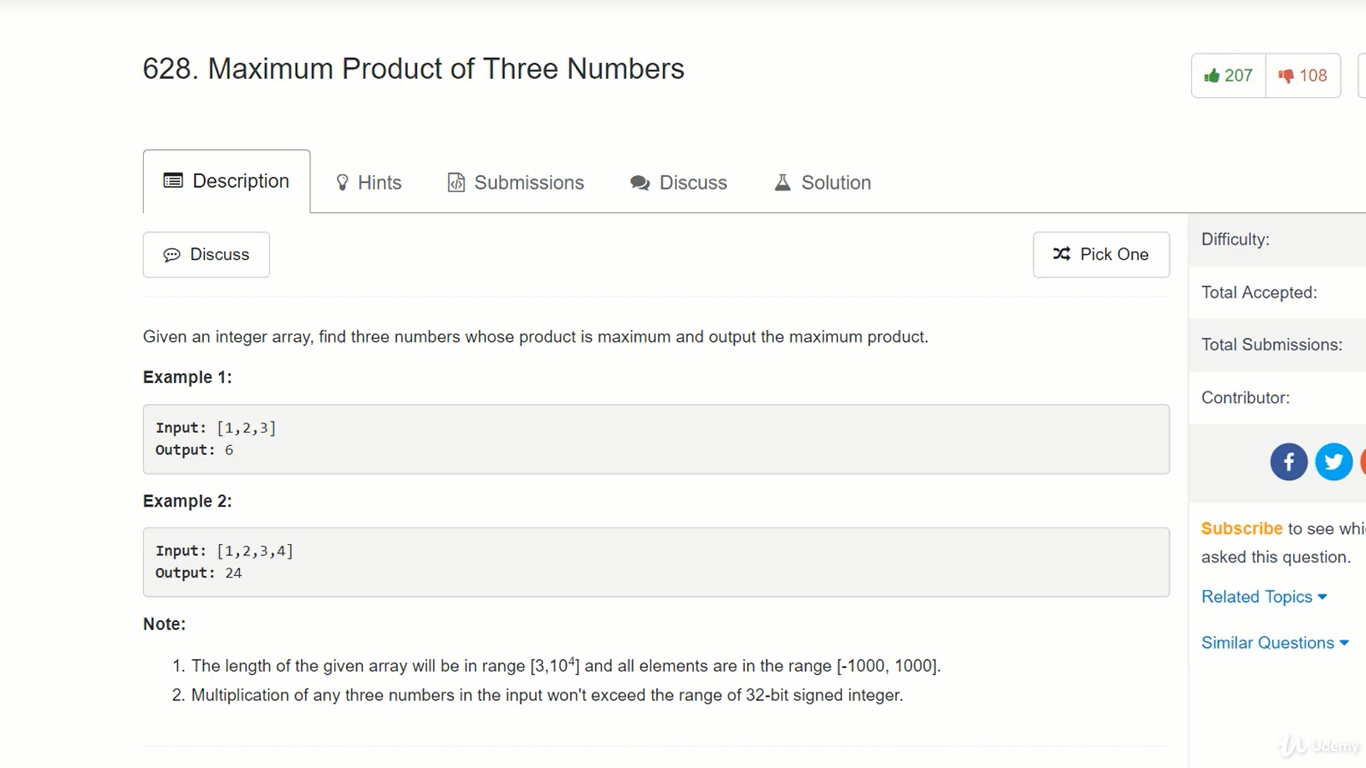 628. Maximum Product of Three Numbers
207
108
Description
Hints
Submissions
Discuss
Solution
Discuss
Pick One
Difficulty:
Total Accepted:
Total Submissions:
Contributor:
Given an integer array, find three numbers whose product is maximum and output the maximum product.
Example 1:
Input: [1,2,3]
Output: 6
Example 2:
Input: [1,2,3,4]
Output: 24
Note:
1. The length of the given array will be in range [3,10⁴] and all elements are in the range [-1000, 1000].
2. Multiplication of any three numbers in the input won't exceed the range of 32-bit signed integer.
Subscribe to see
asked this question.
Related Topics
Similar Questions
Udemy